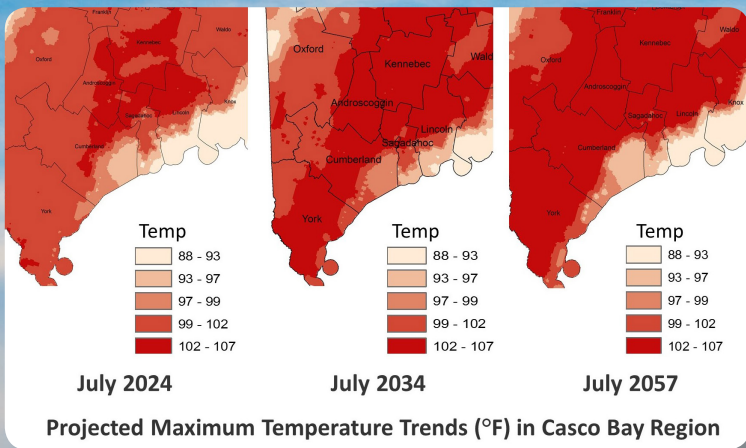 Franklin
Waldo
Oxford
Kennebec
Androscoggin
Knox
Lincoln
Sagadahoc
Cumberland
York
Temp
88 - 93
93 - 97
97 - 99
99 - 102
102 - 107
July 2024
Oxford
Wald
Kennebec
Androscoggin
Lincoln
Sagadahoc
Cumberland
York
Temp
88 - 93
93 - 97
97 - 99
99 - 102
102 - 107
July 2034
Waldo
Kennebec
Oxford
Androscoggin
Knox
Lincoln
Sagadahoc
Cumberland
York
Temp
88 - 93
93 - 97
97 - 99
99 - 102
102 - 107
July 2057
Projected Maximum Temperature Trends (°F) in Casco Bay Region